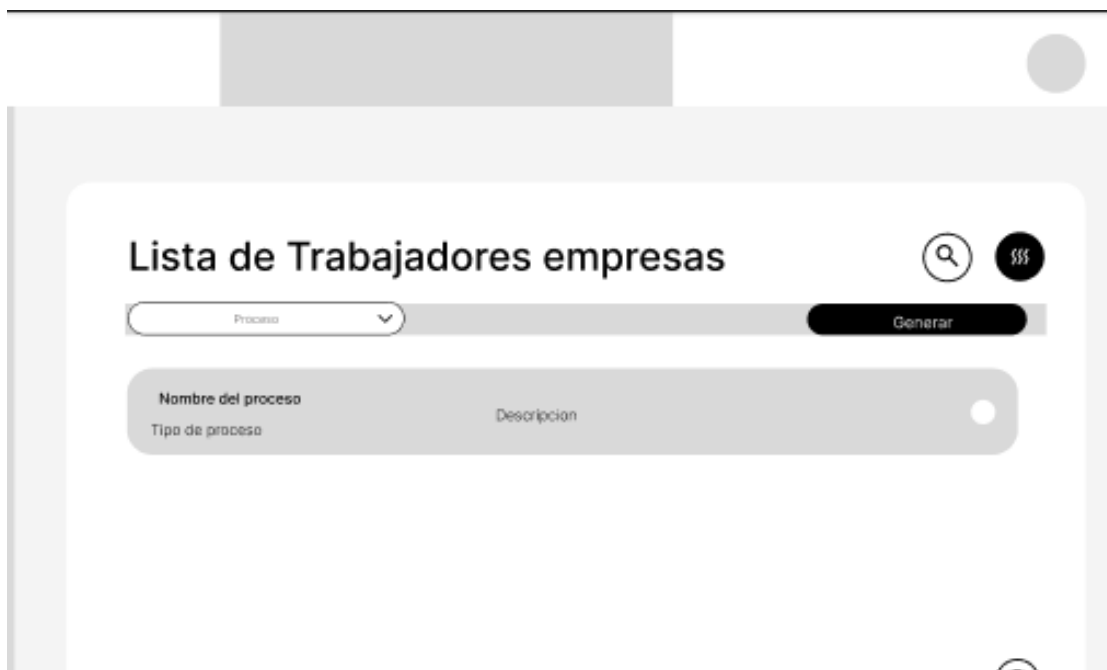 Lista de Trabajadores empresas
Proceso
Generar
Nombre del proceso
Descripcion
Tipo de proceso